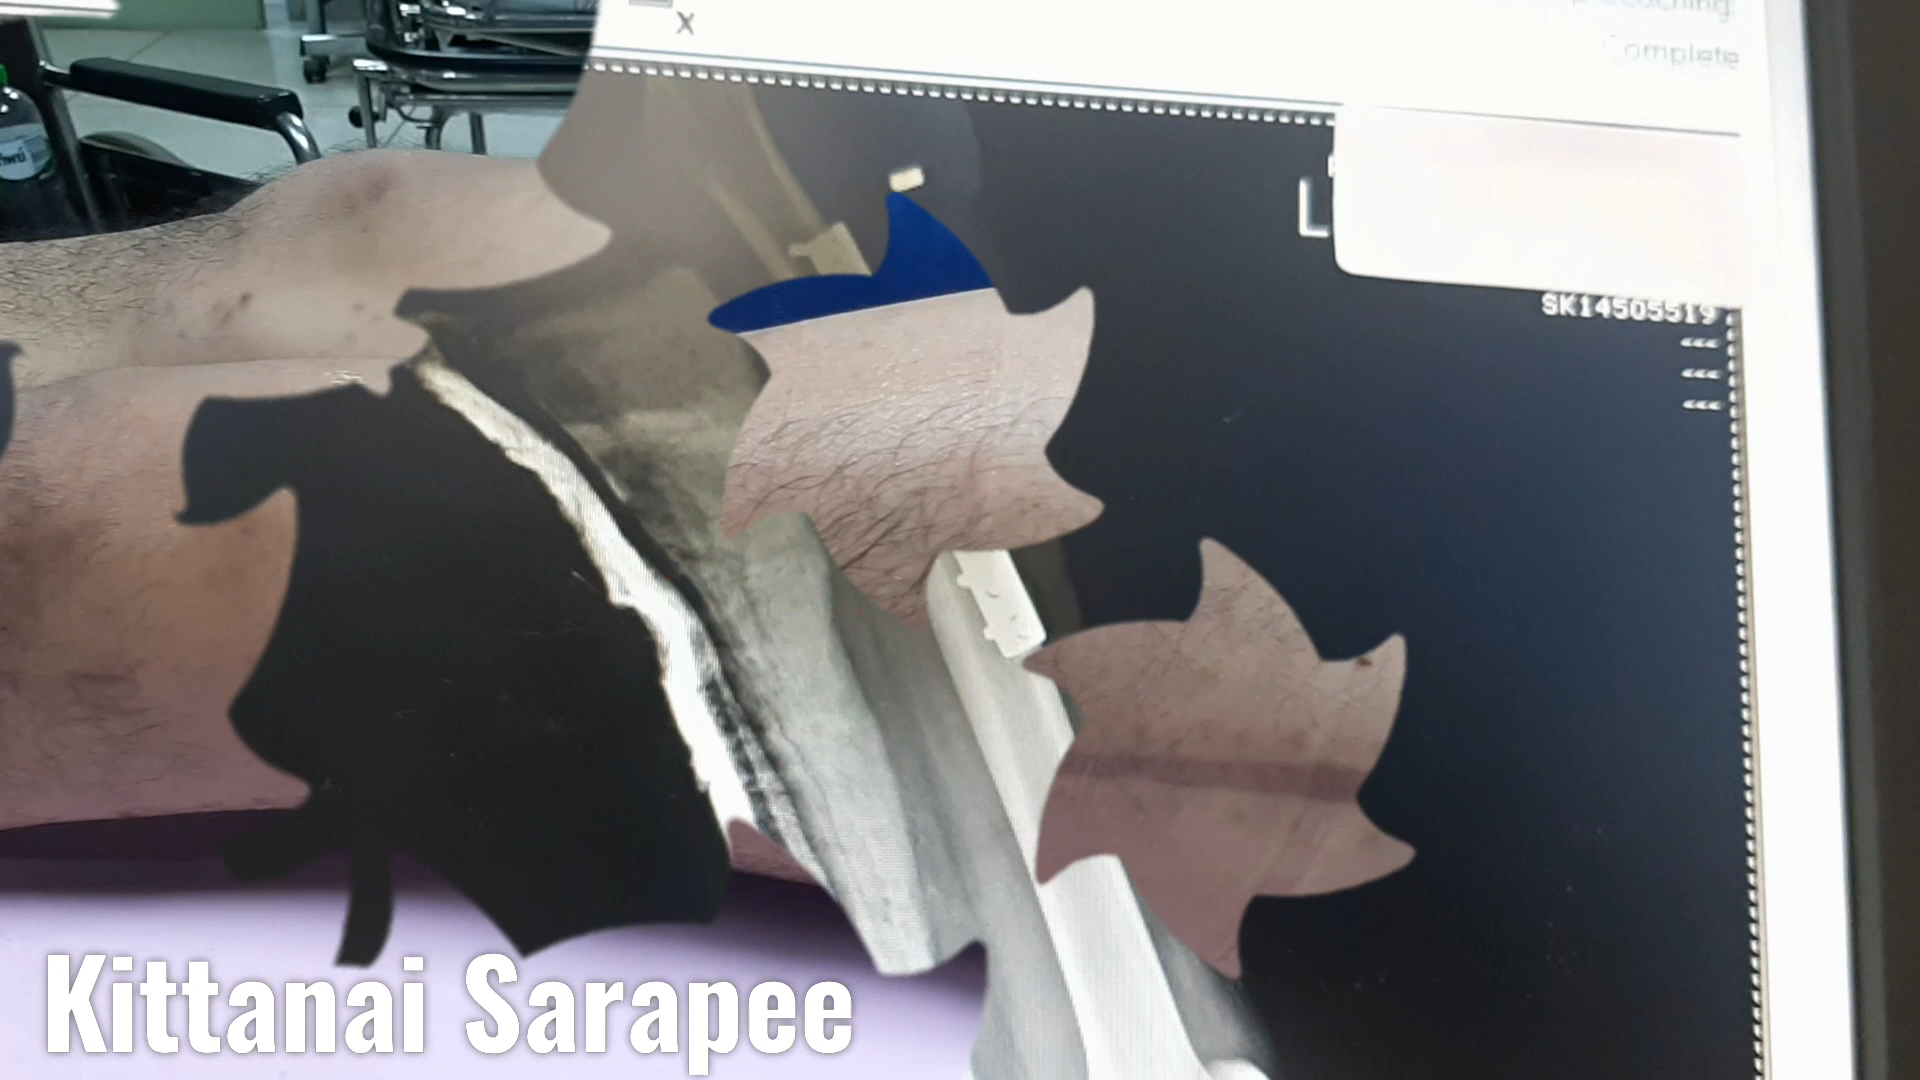 X
Complete
L
SK14505519
<<<
<<<
<<<
Kittanai Sarapee